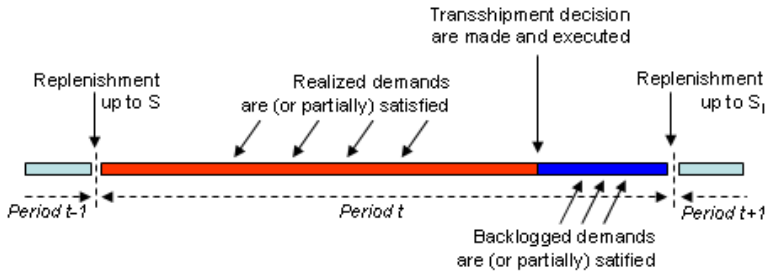 Transshipment decision
are made and executed
Replenishment
up to S
Realized demands
are (or partially) satisfied
Replenishment
up to SI
Period t-1
Period t
Period t+1
Backlogged demands
are (or partially) satified